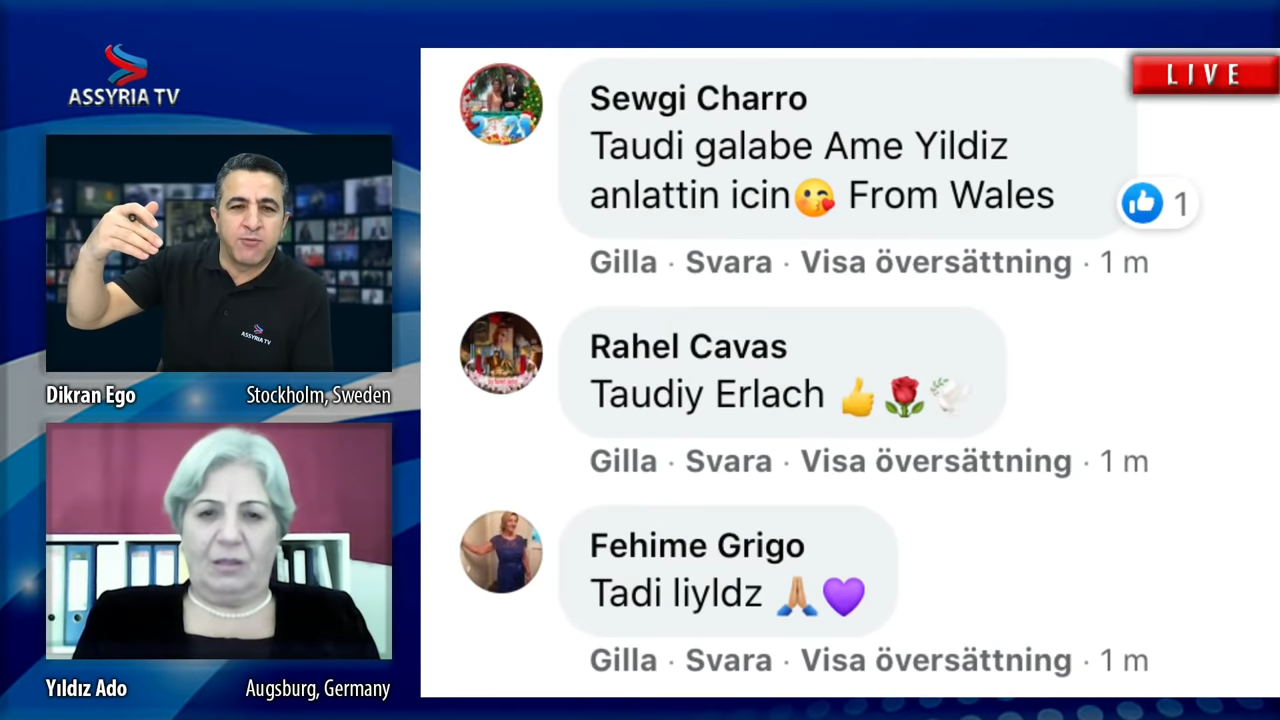 ASSYRIA TV
LIVE
Sewgi Charro
Taudi galabe Ame Yildiz
anlattin icin😘 From Wales
1
Gilla · Svara · Visa översättning · 1 m
Rahel Cavas
Taudiy Erlach 👍🌹🕊️
Gilla · Svara · Visa översättning · 1 m
Fehime Grigo
Tadi liyldz 🙏🏽💜
Gilla · Svara · Visa översättning · 1 m
ASSYRIA TV
Dikran Ego Stockholm, Sweden
Yıldız Ado Augsburg, Germany